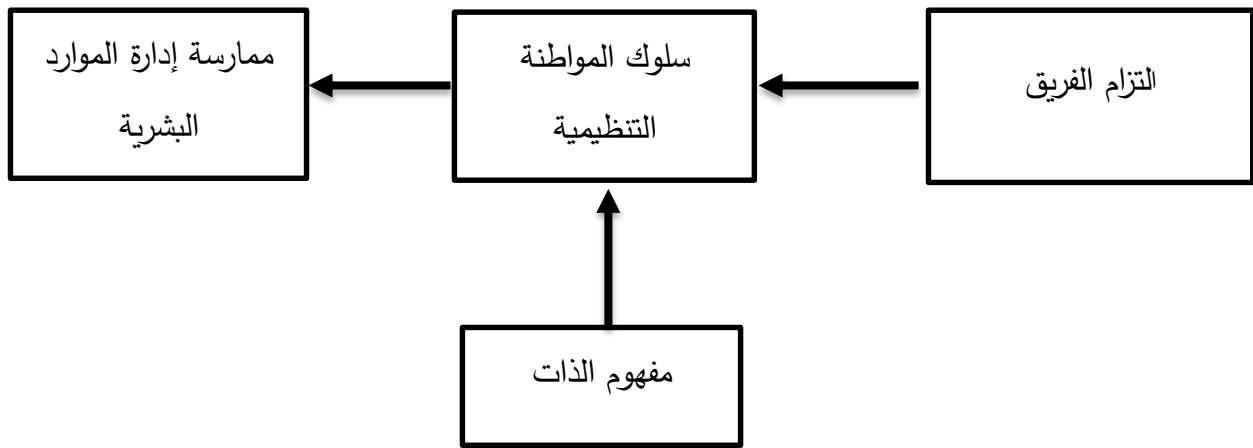 التزام الفريق
سلوك المواطنة
التنظيمية
ممارسة إدارة الموارد
البشرية
مفهوم الذات